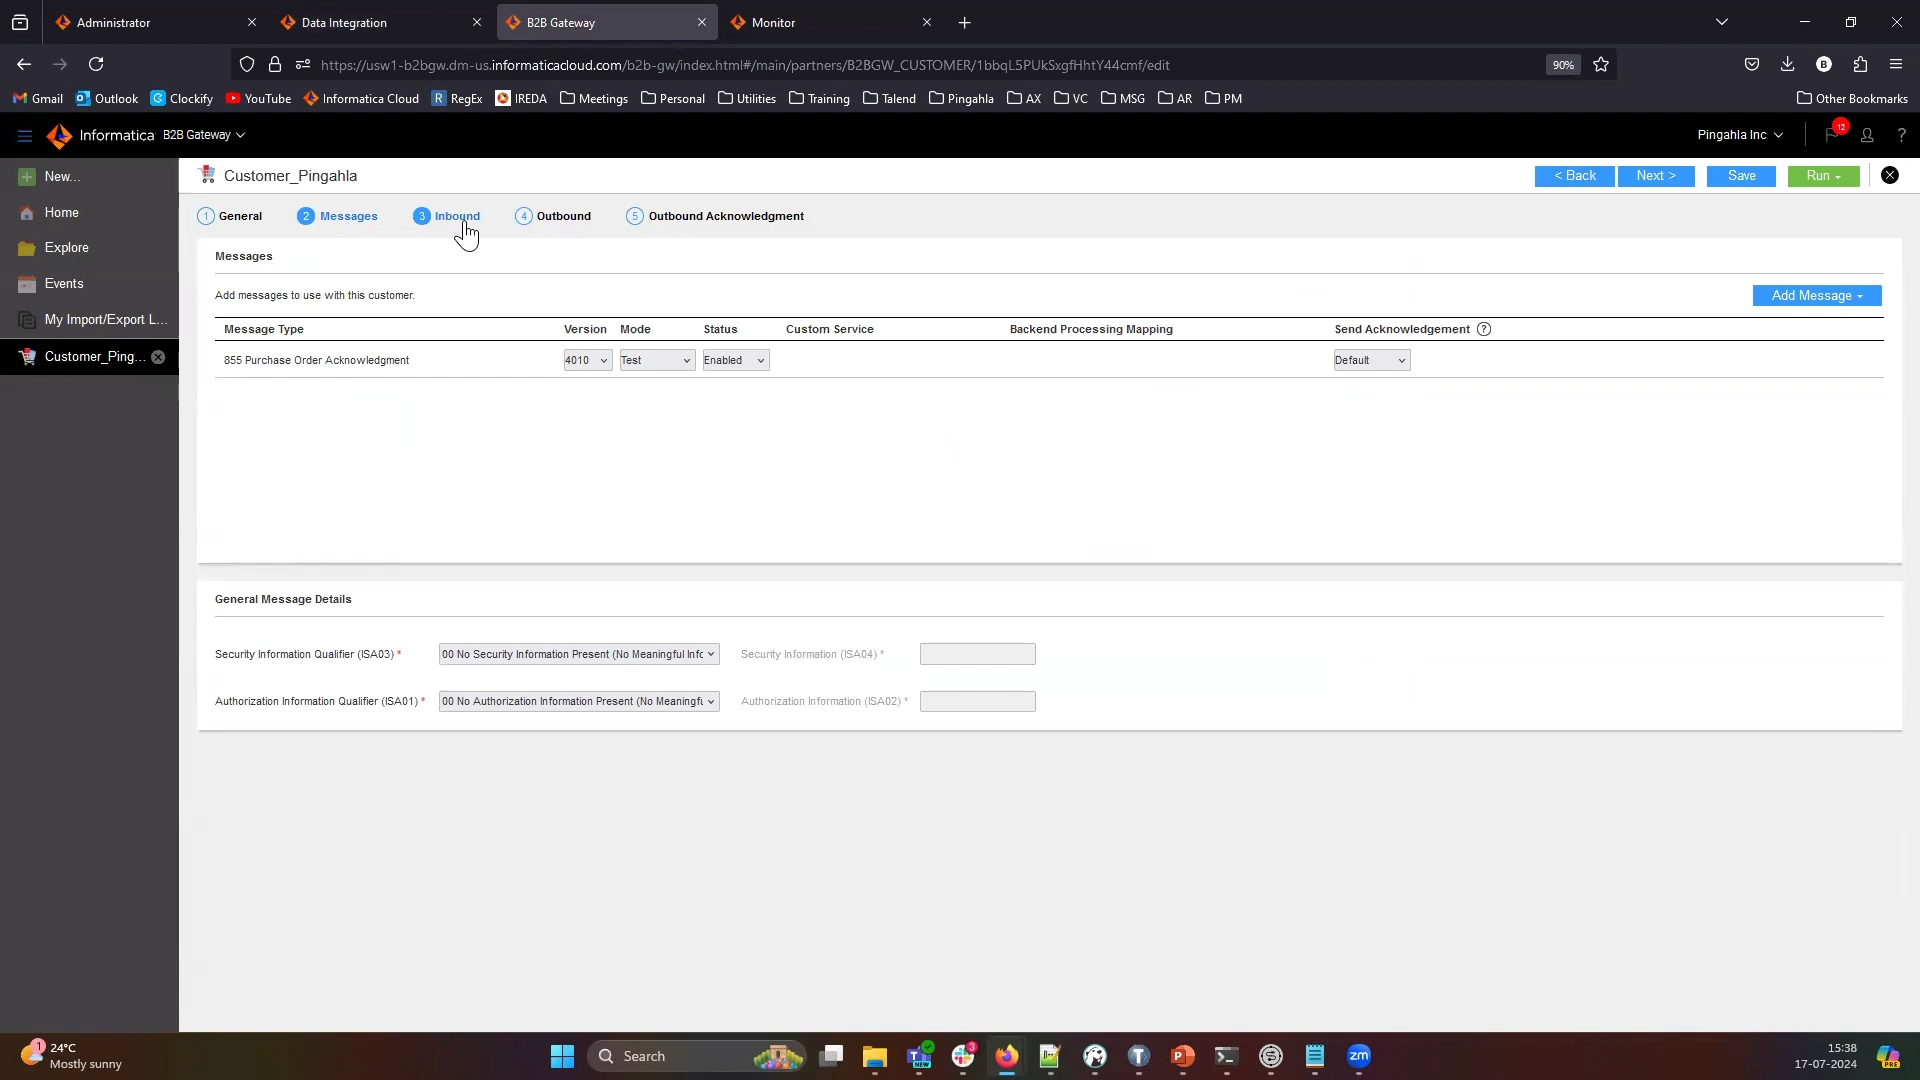 Administrator
Data Integration
B2B Gateway
Monitor
https://usw1-b2bgw.dm-us.informaticacloud.com/b2b-gw/index.html#/main/partners/B2BGW_CUSTOMER/1bbqL5PUkSxgfHhtY44cmf/edit
90%
B
Gmail
Outlook
Clockify
YouTube
Informatica Cloud
R RegEx
IREDA
Meetings
Personal
Utilities
Training
Talend
Pingahla
AX
VC
MSG
AR
PM
Other Bookmarks
Informatica
B2B Gateway
Pingahla Inc
12
?
New...
Home
Explore
Events
My Import/Export L...
Customer_Ping...
Customer_Pingahla
< Back
Next >
Save
Run
1 General
2 Messages
3 Inbound
4 Outbound
5 Outbound Acknowledgment
Messages
Add messages to use with this customer.
Add Message
Message Type
Version
Mode
Status
Custom Service
Backend Processing Mapping
Send Acknowledgement ?
855 Purchase Order Acknowledgment
4010
Test
Enabled
Default
General Message Details
Security Information Qualifier (ISA03) *
00 No Security Information Present (No Meaningful Infc
Security Information (ISA04) *
Authorization Information Qualifier (ISA01) *
00 No Authorization Information Present (No Meaningfu
Authorization Information (ISA02) *
1
24°C
Mostly sunny
Search
NEW
3
zm
15:38
17-07-2024
PRE